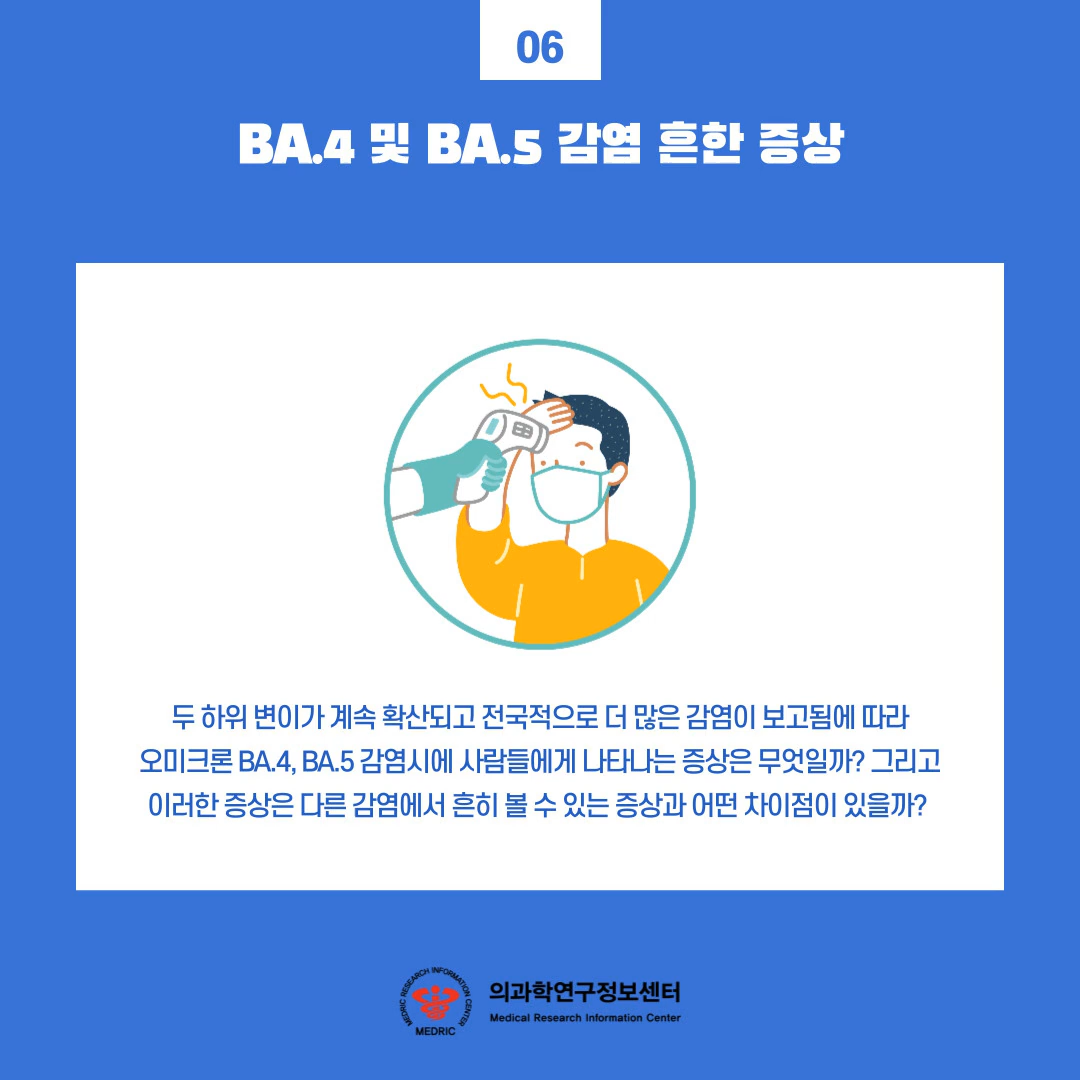 06
BA.4 및 BA.5 감염 흔한 증상
두 하위 변이가 계속 확산되고 전국적으로 더 많은 감염이 보고됨에 따라
오미크론 BA.4, BA.5 감염시에 사람들에게 나타나는 증상은 무엇일까? 그리고
이러한 증상은 다른 감염에서 흔히 볼 수 있는 증상과 어떤 차이점이 있을까?
MEDRIC RESEARCH INFORMATION CENTER
MEDRIC
의과학연구정보센터
Medical Research Information Center